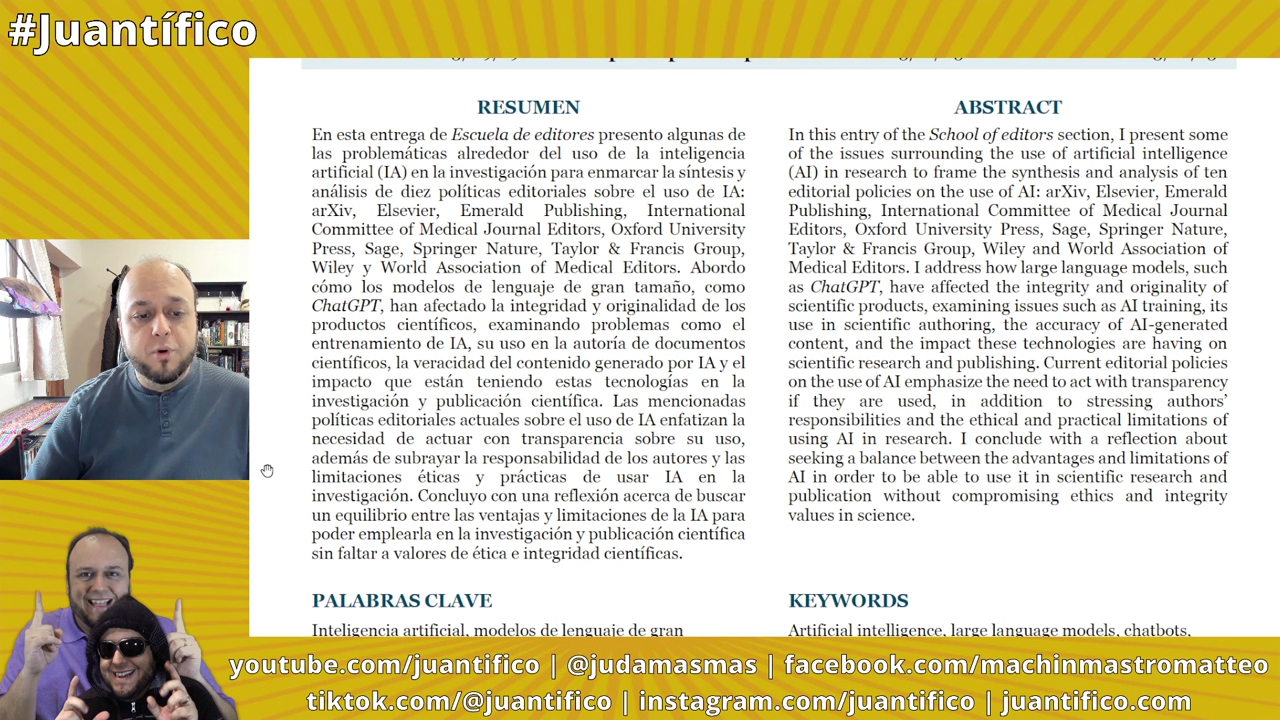 #Juantífico
RESUMEN
En esta entrega de Escuela de editores presento algunas de
las problemáticas alrededor del uso de la inteligencia
artificial (IA) en la investigación para enmarcar la síntesis y
análisis de diez políticas editoriales sobre el uso de IA:
arXiv, Elsevier, Emerald Publishing, International
Committee of Medical Journal Editors, Oxford University
Press, Sage, Springer Nature, Taylor & Francis Group,
Wiley y World Association of Medical Editors. Abordo
cómo los modelos de lenguaje de gran tamaño, como
ChatGPT, han afectado la integridad y originalidad de los
productos científicos, examinando problemas como el
entrenamiento de IA, su uso en la autoría de documentos
científicos, la veracidad del contenido generado por IA y el
impacto que están teniendo estas tecnologías en la
investigación y publicación científica. Las mencionadas
políticas editoriales actuales sobre el uso de IA enfatizan la
necesidad de actuar con transparencia sobre su uso,
además de subrayar la responsabilidad de los autores y las
limitaciones éticas y prácticas de usar IA en la
investigación. Concluyo con una reflexión acerca de buscar
un equilibrio entre las ventajas y limitaciones de la IA para
poder emplearla en la investigación y publicación científica
sin faltar a valores de ética e integridad científicas.
PALABRAS CLAVE
Inteligencia artificial, modelos de lenguaje de gran
ABSTRACT
In this entry of the School of editors section, I present some
of the issues surrounding the use of artificial intelligence
(AI) in research to frame the synthesis and analysis of ten
editorial policies on the use of AI: arXiv, Elsevier, Emerald
Publishing, International Committee of Medical Journal
Editors, Oxford University Press, Sage, Springer Nature,
Taylor & Francis Group, Wiley and World Association of
Medical Editors. I address how large language models, such
as ChatGPT, have affected the integrity and originality of
scientific products, examining issues such as AI training, its
use in scientific authoring, the accuracy of AI-generated
content, and the impact these technologies are having on
scientific research and publishing. Current editorial policies
on the use of AI emphasize the need to act with transparency
if they are used, in addition to stressing authors’
responsibilities and the ethical and practical limitations of
using AI in research. I conclude with a reflection about
seeking a balance between the advantages and limitations of
AI in order to be able to use it in scientific research and
publication without compromising ethics and integrity
values in science.
KEYWORDS
Artificial intelligence, large language models, chatbots,
youtube.com/juantifico | @judamasmas | facebook.com/machinmastromatteo
tiktok.com/@juantifico | instagram.com/juantifico | juantifico.com